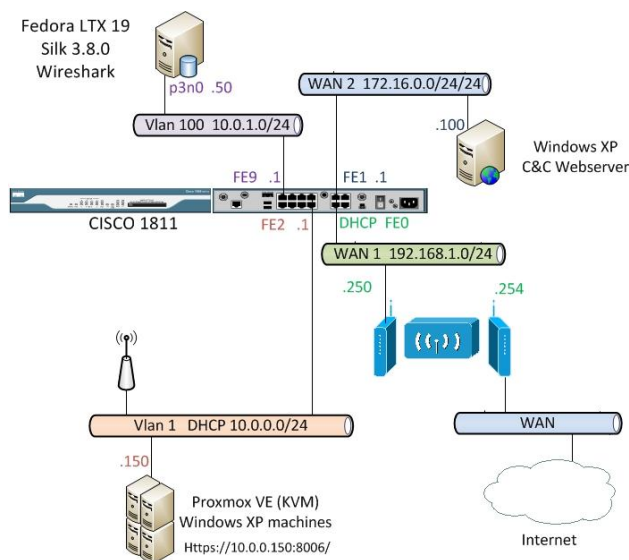 Fedora LTX 19
Silk 3.8.0
Wireshark
p3n0 .50
WAN 2 172.16.0.0/24/24
Vlan 100 10.0.1.0/24
.100
Windows XP
C&C Webserver
FE9 .1
FE1 .1
CISCO 1811
FE2 .1
DHCP FE0
WAN 1 192.168.1.0/24
.250
.254
Vlan 1 DHCP 10.0.0.0/24
WAN
.150
Proxmox VE (KVM)
Windows XP machines
Https://10.0.0.150:8006/
Internet